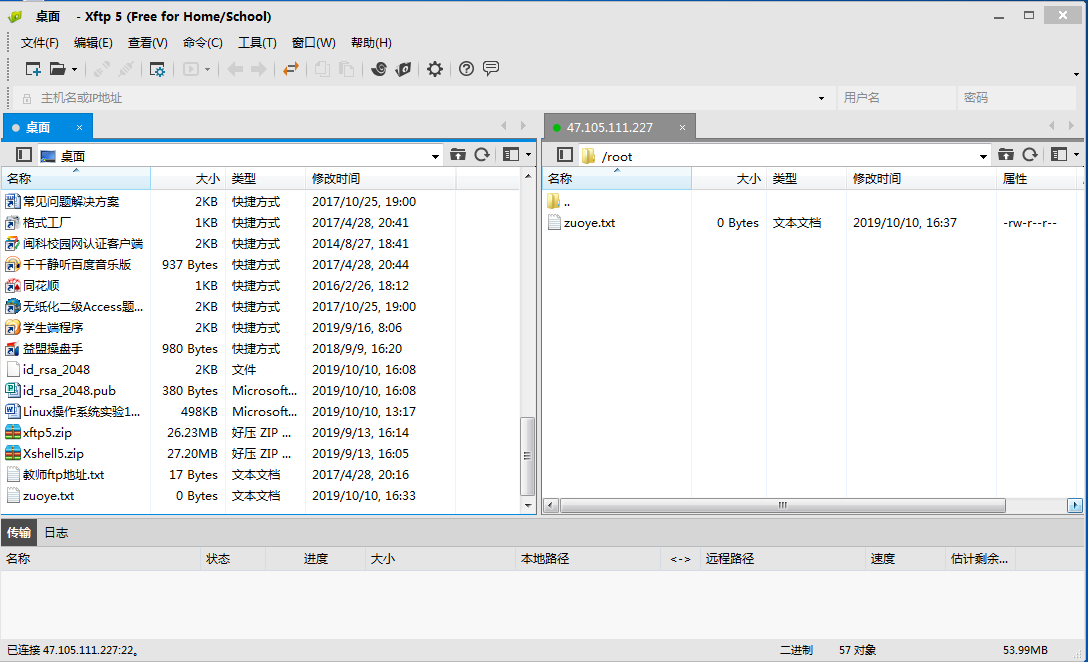 桌面 - Xftp 5 (Free for Home/School)
文件(F) 编辑(E) 查看(V) 命令(C) 工具(T) 窗口(W) 帮助(H)
主机名或IP地址 用户名 密码
桌面 × 47.105.111.227 ×
桌面 /root
名称 大小 类型 修改时间 名称 大小 类型 修改时间 属性
常见问题解决方案 2KB 快捷方式 2017/10/25, 19:00 ..
格式工厂 1KB 快捷方式 2017/4/28, 20:41 zuoye.txt 0 Bytes 文本文档 2019/10/10, 16:37 -rw-r--r--
闽科校园网认证客户端 2KB 快捷方式 2014/8/27, 18:41
千千静听百度音乐版 937 Bytes 快捷方式 2017/4/28, 20:44
同花顺 1KB 快捷方式 2016/2/26, 18:12
无纸化二级Access题... 2KB 快捷方式 2017/10/25, 19:00
学生端程序 2KB 快捷方式 2019/9/16, 8:06
益盟操盘手 980 Bytes 快捷方式 2018/9/9, 16:20
id_rsa_2048 2KB 文件 2019/10/10, 16:08
id_rsa_2048.pub 380 Bytes Microsoft... 2019/10/10, 16:08
Linux操作系统实验1... 498KB Microsoft... 2019/10/10, 13:17
xftp5.zip 26.23MB 好压 ZIP ... 2019/9/13, 16:14
Xshell5.zip 27.20MB 好压 ZIP ... 2019/9/13, 16:05
教师ftp地址.txt 17 Bytes 文本文档 2017/4/28, 20:16
zuoye.txt 0 Bytes 文本文档 2019/10/10, 16:33
传输 日志
名称 状态 进度 大小 本地路径 <-> 远程路径 速度 估计剩余...
已连接 47.105.111.227:22。 二进制 57 对象 53.99MB